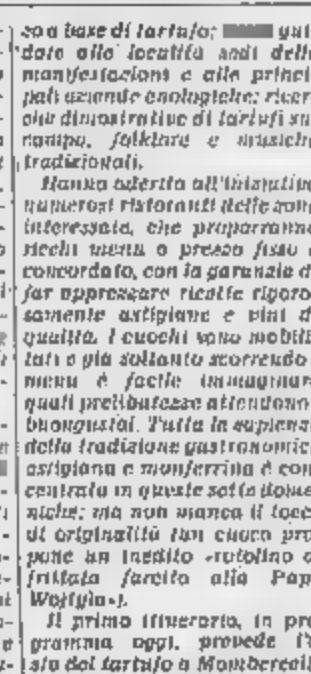 so a base di tartufo; gui-
date alle località sedi delle
manifestazioni e alle princi-
pali aziende enologiche; ricer-
che dimostrative di tartufi sul
campo, folklore e musiche
tradizionali.
Hanno aderito all'iniziativa
numerosi ristoranti delle zone
interessate, che proporranno
ricchi menu a prezzo fisso e
concordato, con la garanzia di
far apprezzare ricette rigoro-
samente astigiane e vini di
qualità. I cuochi sono mobili-
tati e già soltanto scorrendo i
menu è facile immaginare
quali prelibatezze attendono i
buongustai. Tutta la sapienza
della tradizione gastronomica
astigiana e monferrina è con-
centrata in queste sette dome-
niche; ma non manca il tocco
di originalità (un cuoco pro-
pone un inedito «rotolino di
frittata farcito alla Papa
Wojtyla»).
Il primo itinerario, in pro-
gramma oggi, prevede
sta del tartufo a Mombercelli